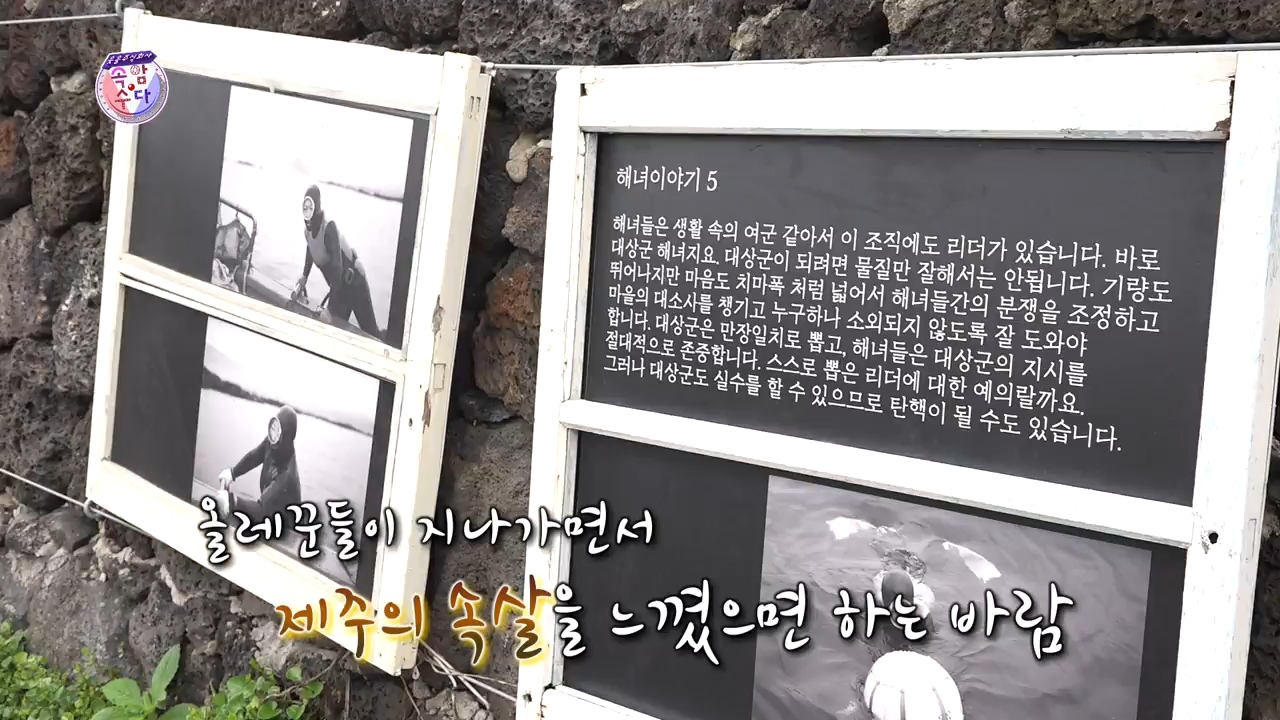 속암
수다
해녀이야기 5
해녀들은 생활 속의 여군 같아서 이 조직에도 리더가 있습니다. 바로
대상군 해녀지요. 대상군이 되려면 물질만 잘해서는 안됩니다. 기량도
뛰어나지만 마음도 치마폭 처럼 넓어서 해녀들간의 분쟁을 조정하고
마을의 대소사를 챙기고 누구하나 소외되지 않도록 잘 도와야
합니다. 대상군은 만장일치로 뽑고, 해녀들은 대상군의 지시를
절대적으로 존중합니다. 스스로 뽑은 리더에 대한 예의랄까요.
그러나 대상군도 실수를 할 수 있으므로 탄핵이 될 수도 있습니다.
올레꾼들이 지나가면서
제주의 속살을 느꼈으면 하는 바람